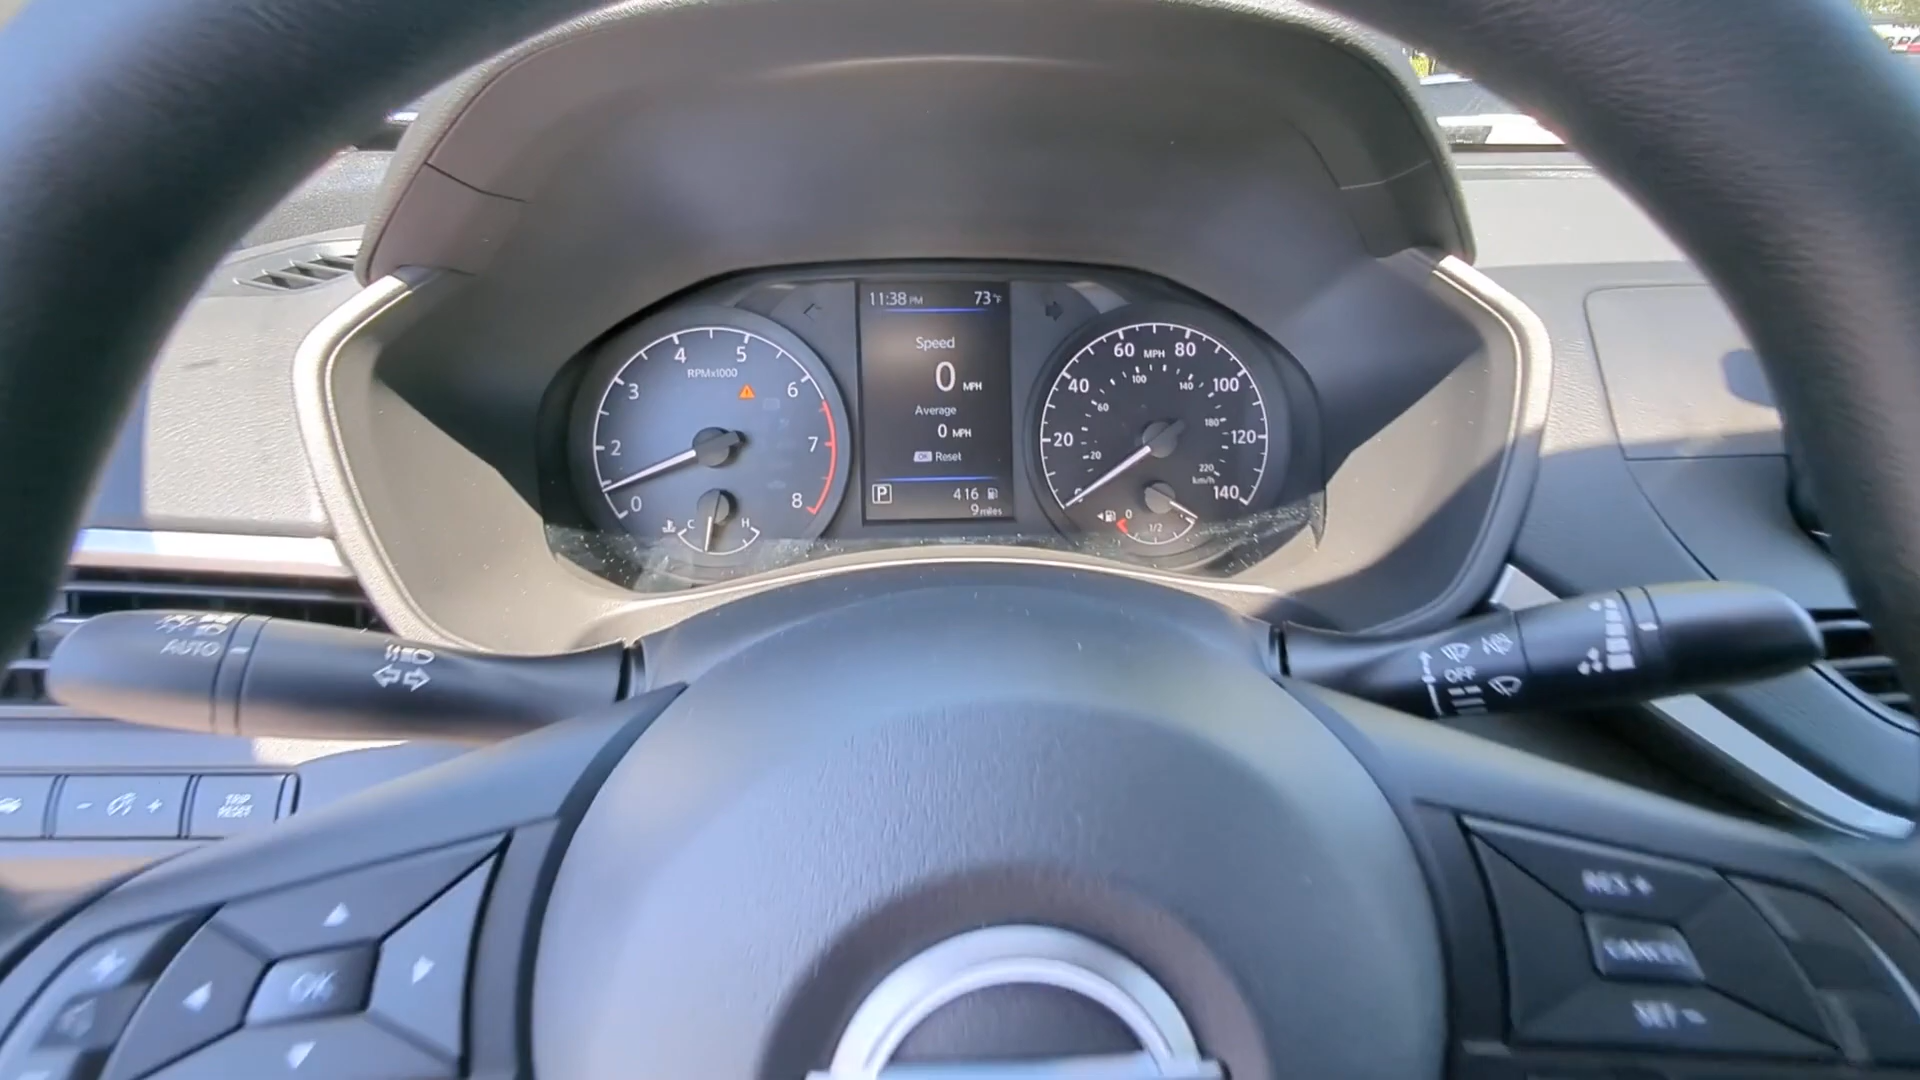 11:38 PM 73°F
Speed
0 MPH
Average
0 MPH
OK Reset
P 416
9 miles
0 2 3 4 5 6 7 8
RPMx1000
C H
0 20 40 60 80 100 120 140
MPH
20 60 100 140 180 220
km/h
0 1/2
AUTO
OFF
- +
TRIP
RESET
OK
RES +
CANCEL
SET -